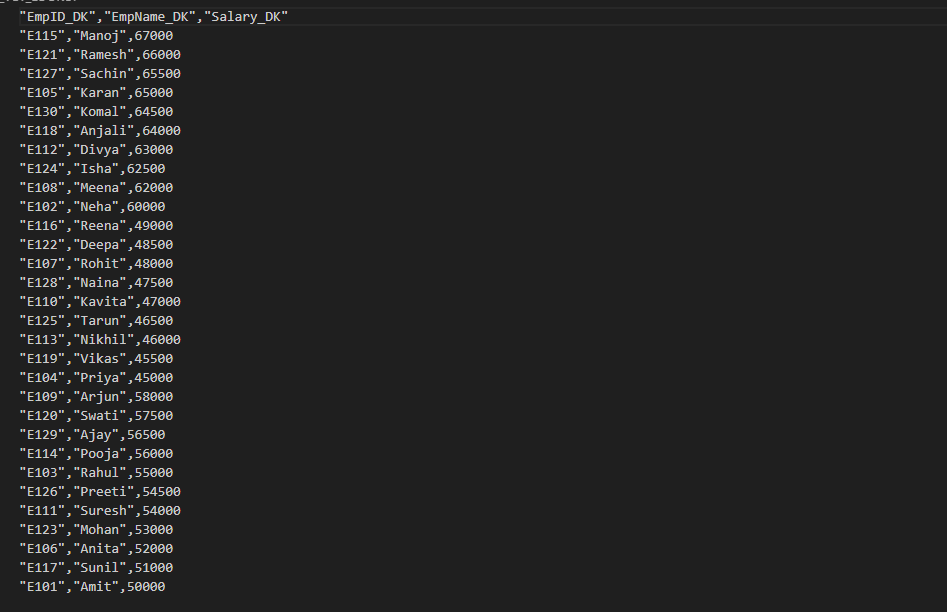 "EmpID_DK","EmpName_DK","Salary_DK"
"E115","Manoj",67000
"E121","Ramesh",66000
"E127","Sachin",65500
"E105","Karan",65000
"E130","Komal",64500
"E118","Anjali",64000
"E112","Divya",63000
"E124","Isha",62500
"E108","Meena",62000
"E102","Neha",60000
"E116","Reena",49000
"E122","Deepa",48500
"E107","Rohit",48000
"E128","Naina",47500
"E110","Kavita",47000
"E125","Tarun",46500
"E113","Nikhil",46000
"E119","Vikas",45500
"E104","Priya",45000
"E109","Arjun",58000
"E120","Swati",57500
"E129","Ajay",56500
"E114","Pooja",56000
"E103","Rahul",55000
"E126","Preeti",54500
"E111","Suresh",54000
"E123","Mohan",53000
"E106","Anita",52000
"E117","Sunil",51000
"E101","Amit",50000